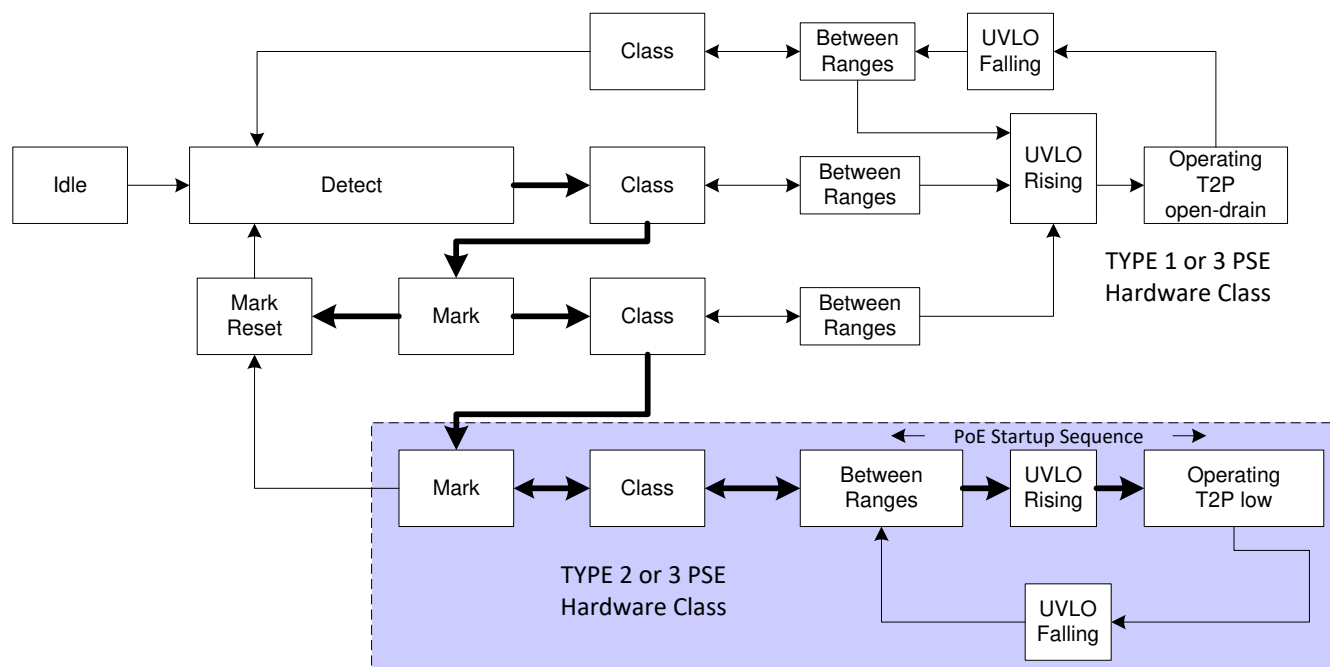 Class
Between
Ranges
UVLO
Falling
Idle
Detect
Class
Between
Ranges
UVLO
Rising
Operating
T2P
open-drain
TYPE 1 or 3 PSE
Hardware Class
Mark
Reset
Mark
Class
Between
Ranges
PoE Startup Sequence
Mark
Class
Between
Ranges
UVLO
Rising
Operating
T2P low
TYPE 2 or 3 PSE
Hardware Class
UVLO
Falling